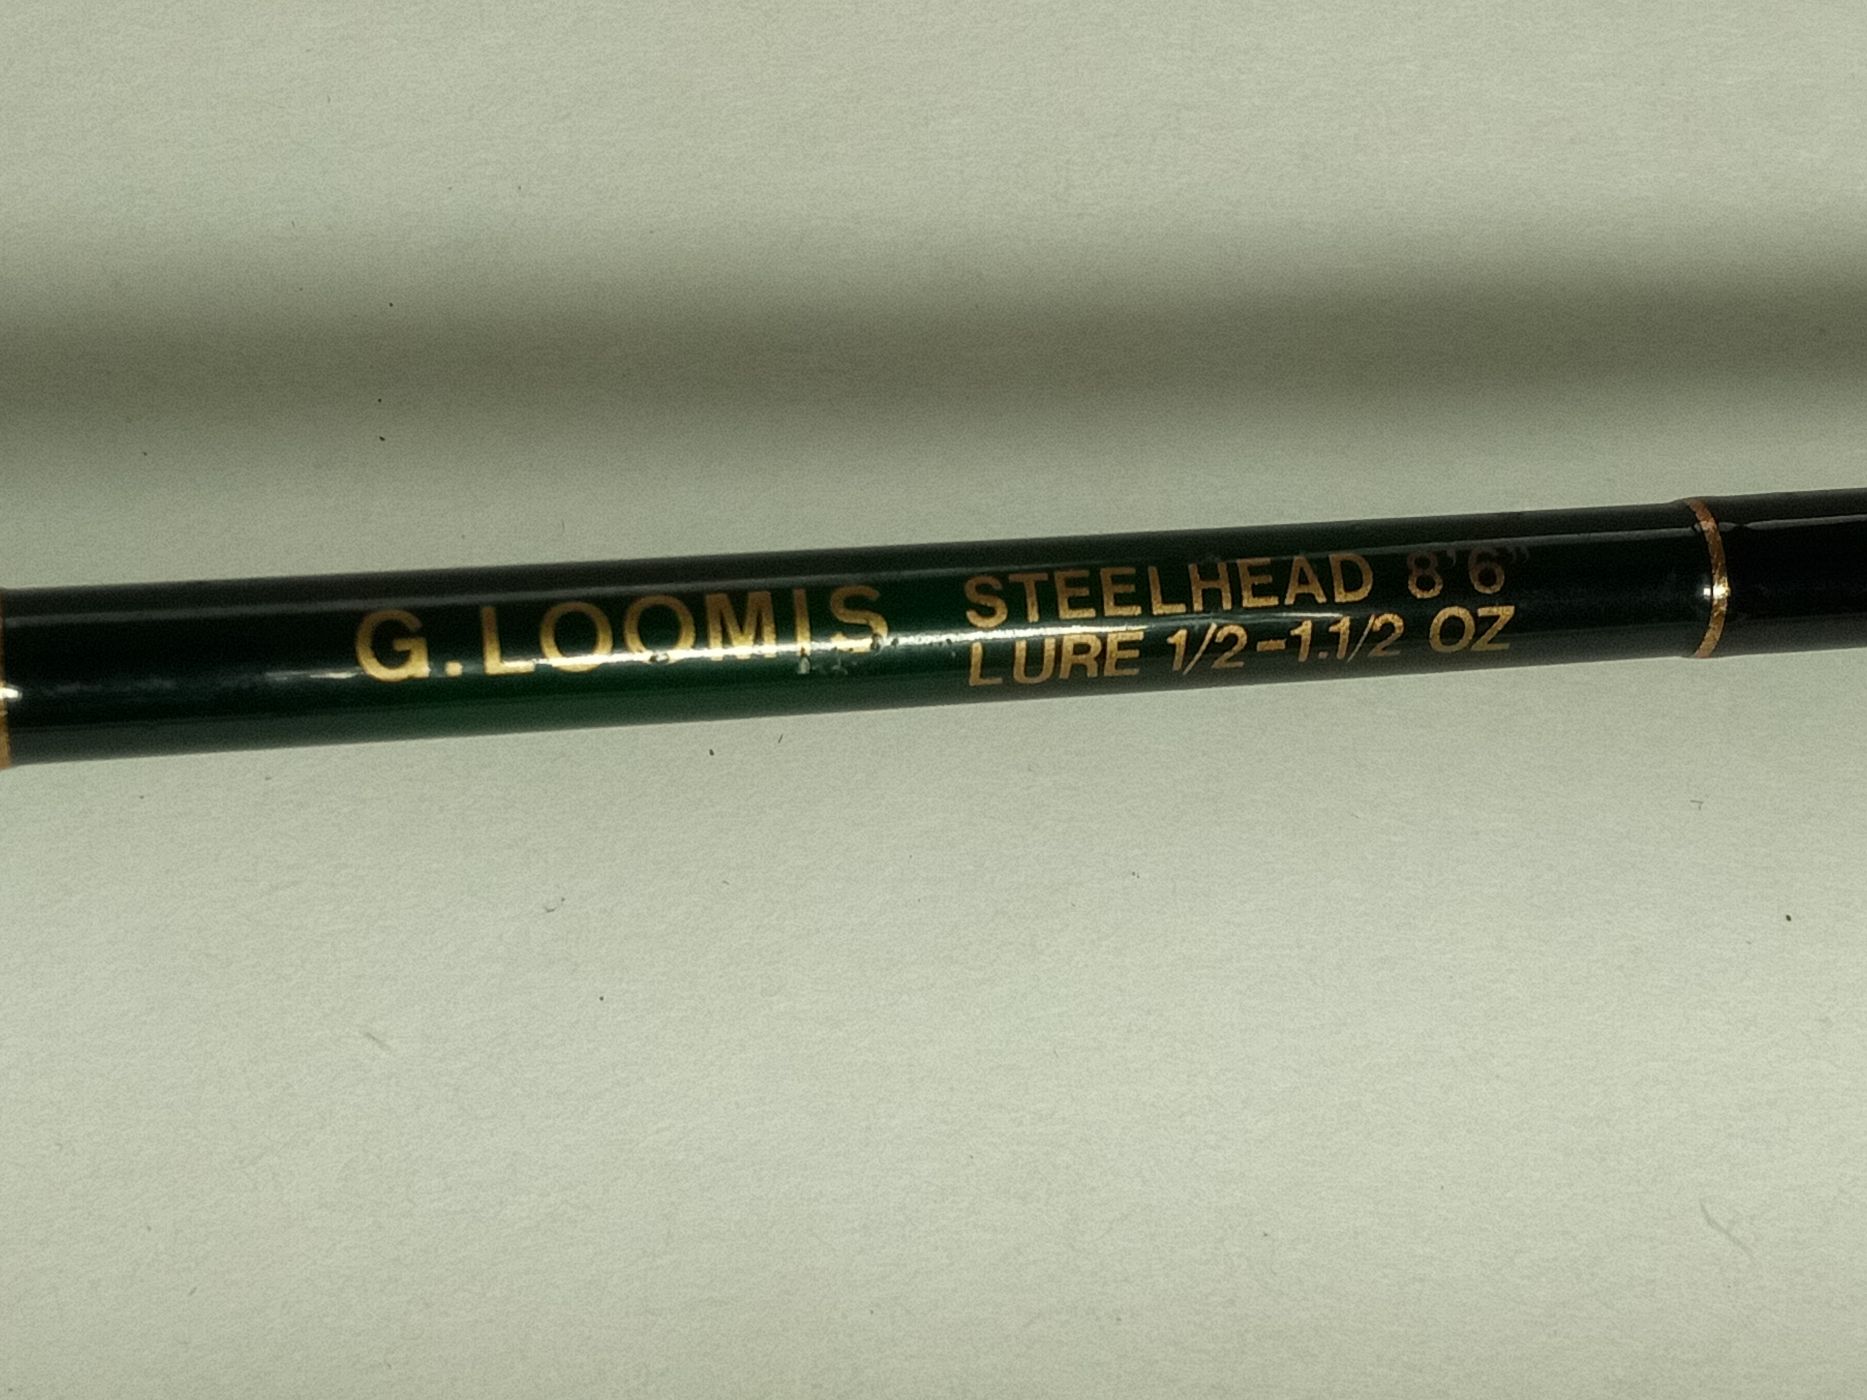 G.LOOMIS
STEELHEAD 8'6"
LURE 1/2-1.1/2 OZ